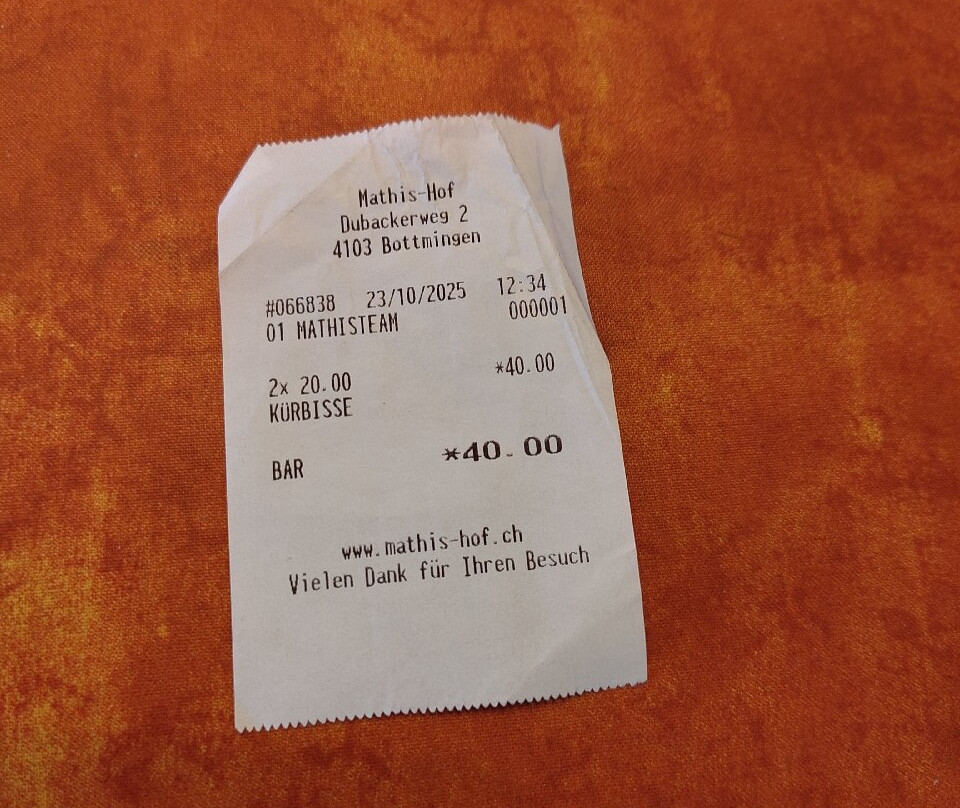 Mathis-Hof
Dubackerweg 2
4103 Bottmingen
#066838 23/10/2025 12:34
01 MATHISTEAM 000001
2x 20.00 *40.00
KÜRBISSE
BAR *40.00
www.mathis-hof.ch
Vielen Dank für Ihren Besuch